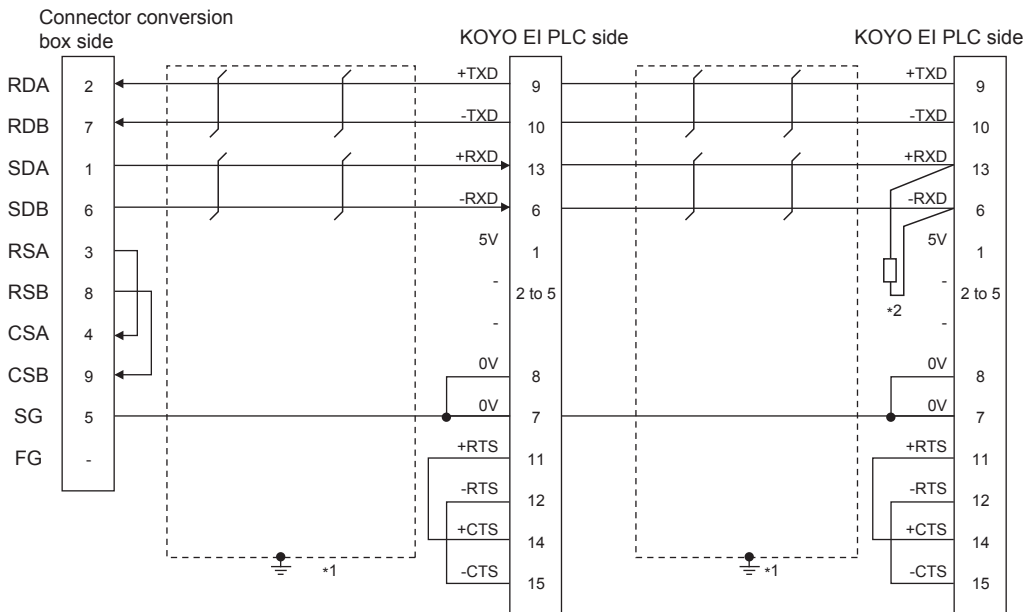 Connector conversion
box side
KOYO EI PLC side
KOYO EI PLC side
RDA 2 +TXD 9 +TXD 9
RDB 7 -TXD 10 -TXD 10
SDA 1 +RXD 13 +RXD 13
SDB 6 -RXD 6 -RXD 6
RSA 3 5V 1 5V 1
RSB 8 - 2 to 5 - 2 to 5
*2
CSA 4 - -
CSB 9 0V 8 0V 8
SG 5 0V 7 0V 7
FG - +RTS 11 +RTS 11
-RTS 12 -RTS 12
+CTS 14 +CTS 14
*1 -CTS 15 *1 -CTS 15